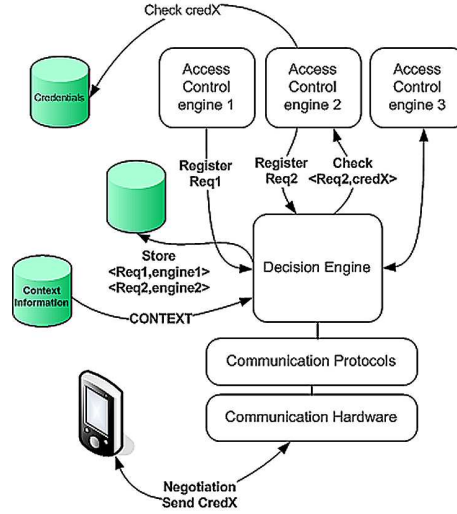 Check credX
Credentials
Access
Control
engine 1
Access
Control
engine 2
Access
Control
engine 3
Register
Req1
Register
Req2
Check
<Req2,credX>
Store
<Req1,engine1>
<Req2,engine2>
Decision Engine
Context
Information
CONTEXT
Communication Protocols
Communication Hardware
Negotiation
Send CredX